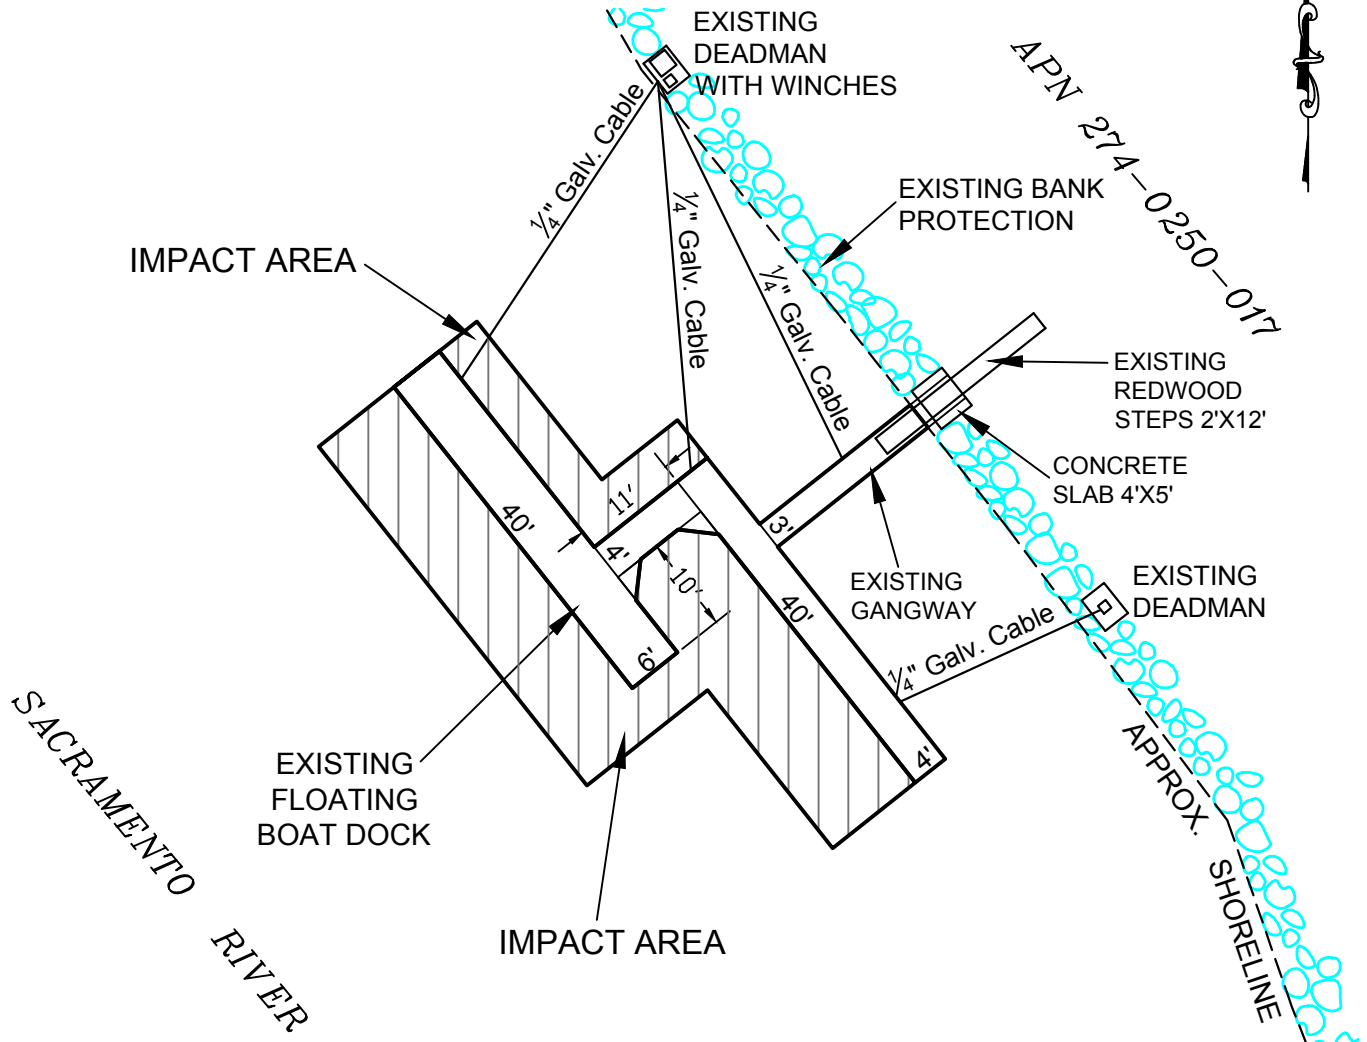 EXISTING
DEADMAN
WITH WINCHES
APN 274-0250-017
¼" Galv. Cable
¼" Galv. Cable
¼" Galv. Cable
EXISTING BANK
PROTECTION
IMPACT AREA
EXISTING
REDWOOD
STEPS 2'X12'
CONCRETE
SLAB 4'X5'
40'
11'
4'
3'
10'
40'
6'
4'
EXISTING
GANGWAY
EXISTING
DEADMAN
¼" Galv. Cable
SACRAMENTO RIVER
EXISTING
FLOATING
BOAT DOCK
IMPACT AREA
APPROX. SHORELINE